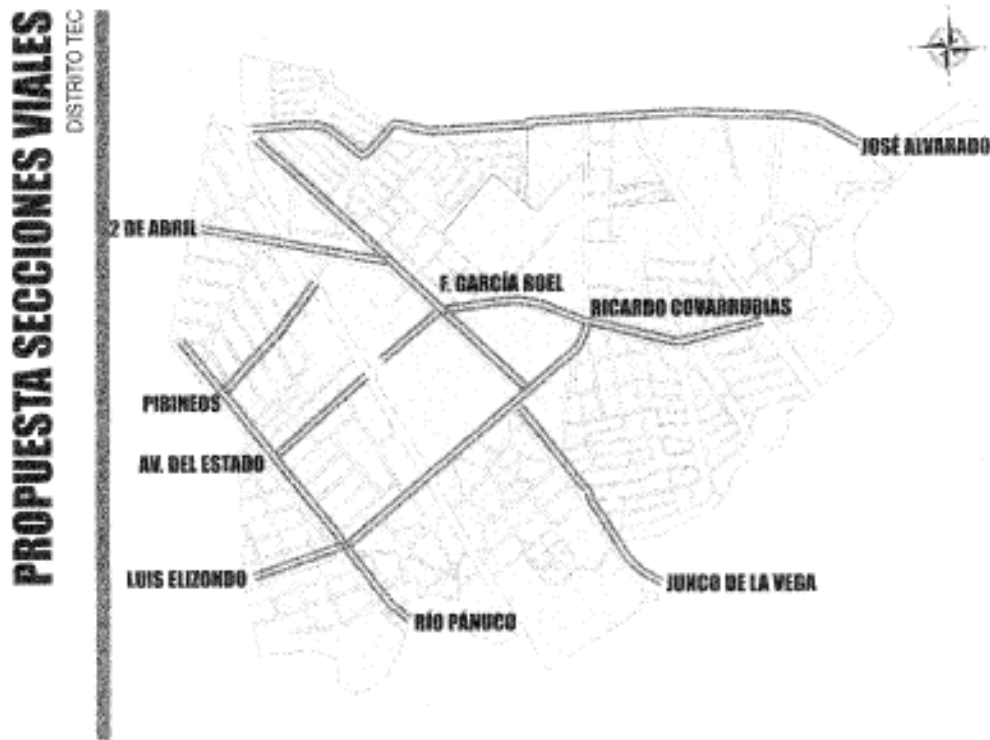 PROPUESTA SECCIONES VIALES
DISTRITO TEC
JOSÉ ALVARADO
2 DE ABRIL
F. GARCÍA ROEL
RICARDO COVARRUBIAS
PIRINEOS
AV. DEL ESTADO
LUIS ELIZONDO
JUNCO DE LA VEGA
RÍO PÁNUCO